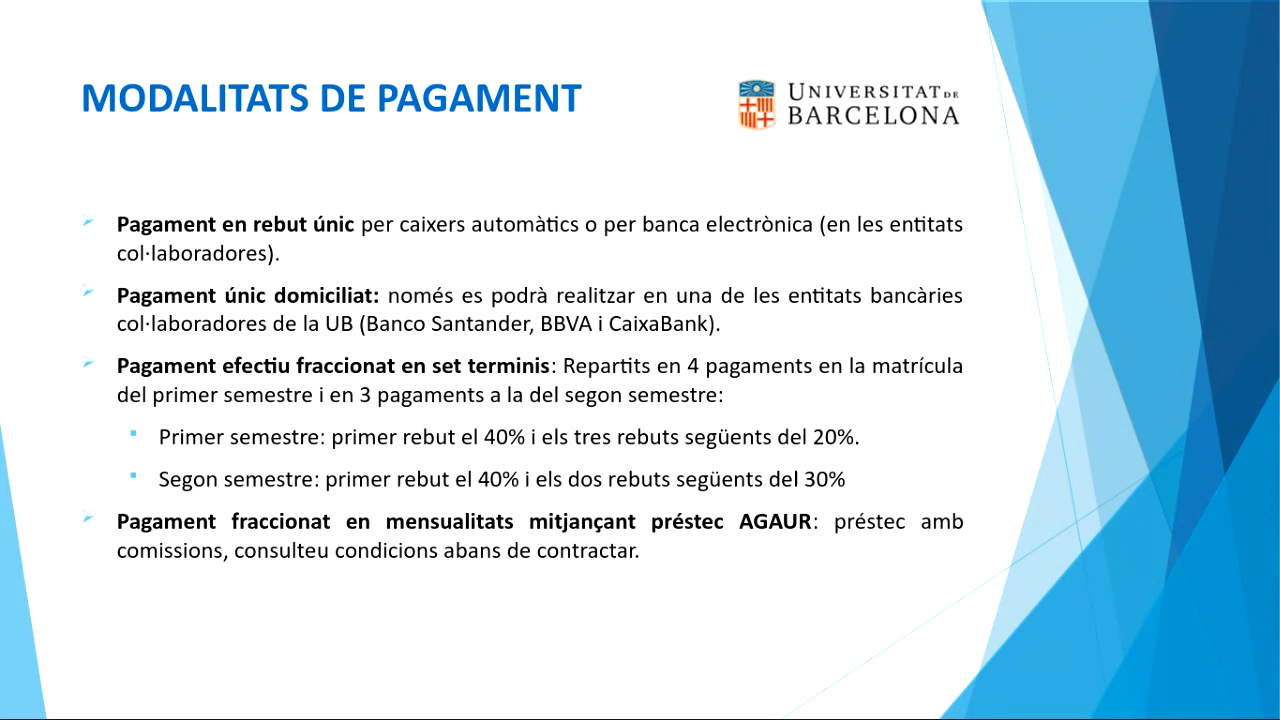 MODALITATS DE PAGAMENT
UNIVERSITAT DE
BARCELONA
Pagament en rebut únic per caixers automàtics o per banca electrònica (en les entitats
col·laboradores).
Pagament únic domiciliat: només es podrà realitzar en una de les entitats bancàries
col·laboradores de la UB (Banco Santander, BBVA i CaixaBank).
Pagament efectiu fraccionat en set terminis: Repartits en 4 pagaments en la matrícula
del primer semestre i en 3 pagaments a la del segon semestre:
Primer semestre: primer rebut el 40% i els tres rebuts següents del 20%.
Segon semestre: primer rebut el 40% i els dos rebuts següents del 30%
Pagament fraccionat en mensualitats mitjançant préstec AGAUR: préstec amb
comissions, consulteu condicions abans de contractar.